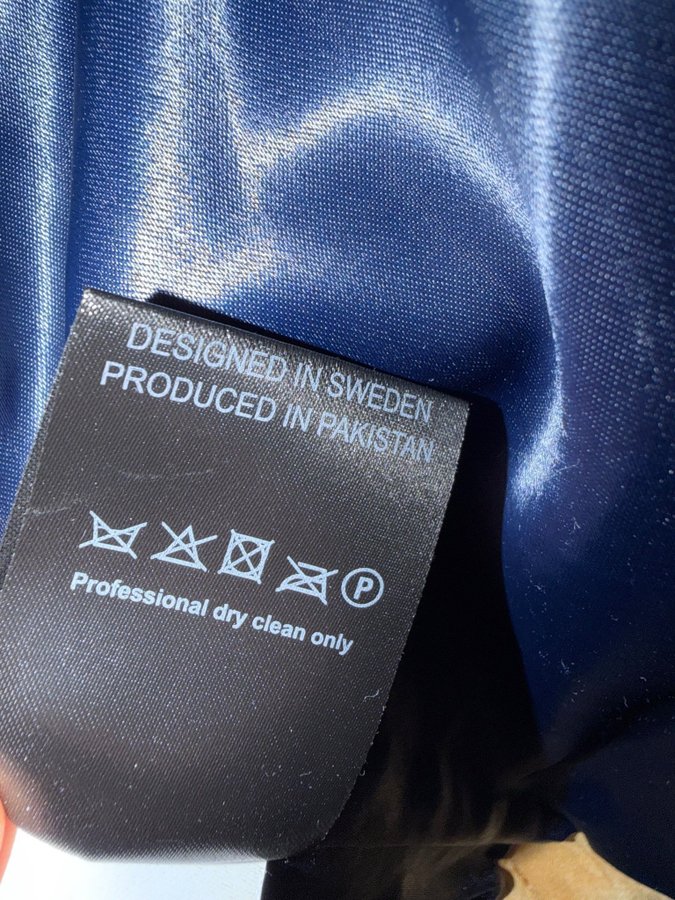 DESIGNED IN SWEDEN
PRODUCED IN PAKISTAN
P
Professional dry clean only